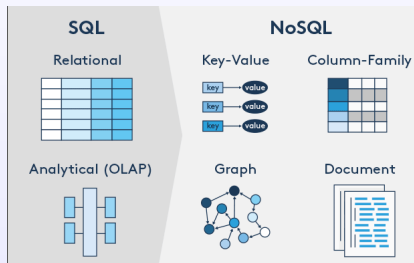 SQL
NoSQL
Relational
Key-Value
Column-Family
key
value
key
value
key
value
Analytical (OLAP)
Graph
Document